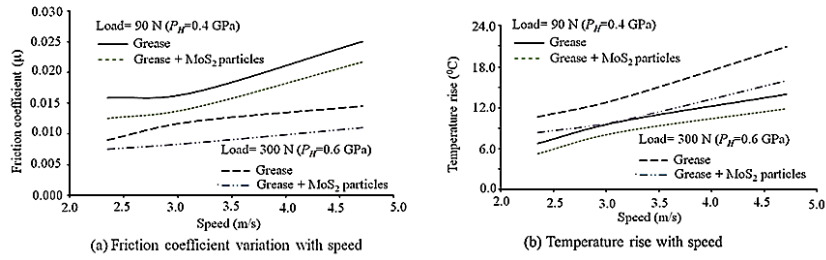 0.030
0.025
0.020
0.015
0.010
0.005
0.000
Friction coefficient (µ)
Load= 90 N (P_H=0.4 GPa)
Grease
Grease + MoS₂ particles
Load= 300 N (P_H=0.6 GPa)
Grease
Grease + MoS₂ particles
2.0 2.5 3.0 3.5 4.0 4.5 5.0
Speed (m/s)
(a) Friction coefficient variation with speed
24.0
18.0
12.0
6.0
0.0
Temperature rise (⁰C)
Load= 90 N (P_H=0.4 GPa)
Grease
Grease + MoS₂ particles
Load= 300 N (P_H=0.6 GPa)
Grease
Grease + MoS₂ particles
2.0 2.5 3.0 3.5 4.0 4.5 5.0
Speed (m/s)
(b) Temperature rise with speed